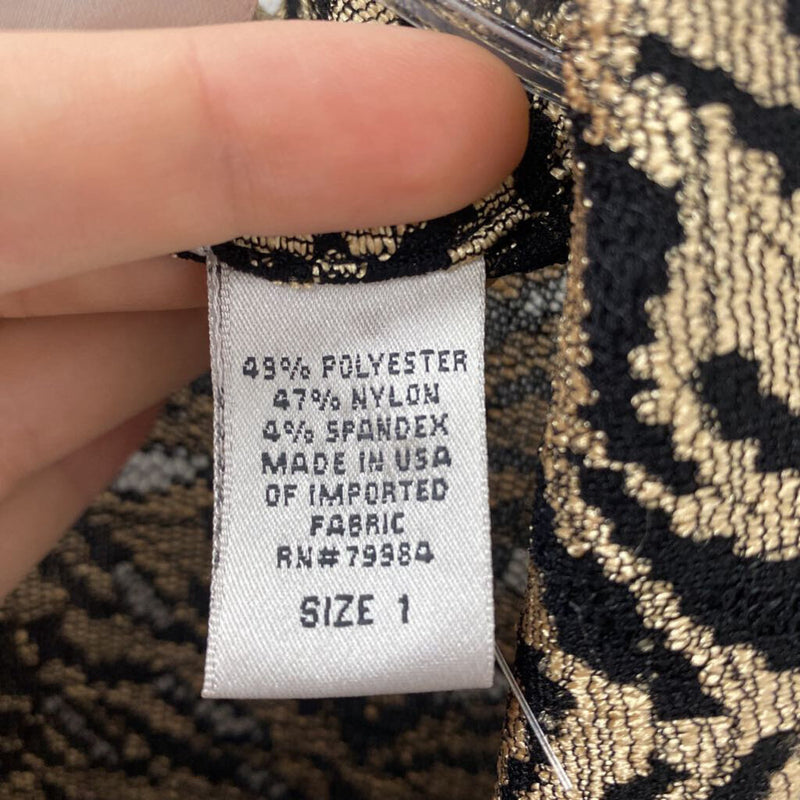 49% POLYESTER
47% NYLON
4% SPANDEX
MADE IN USA
OF IMPORTED
FABRIC
RN#79984
SIZE 1